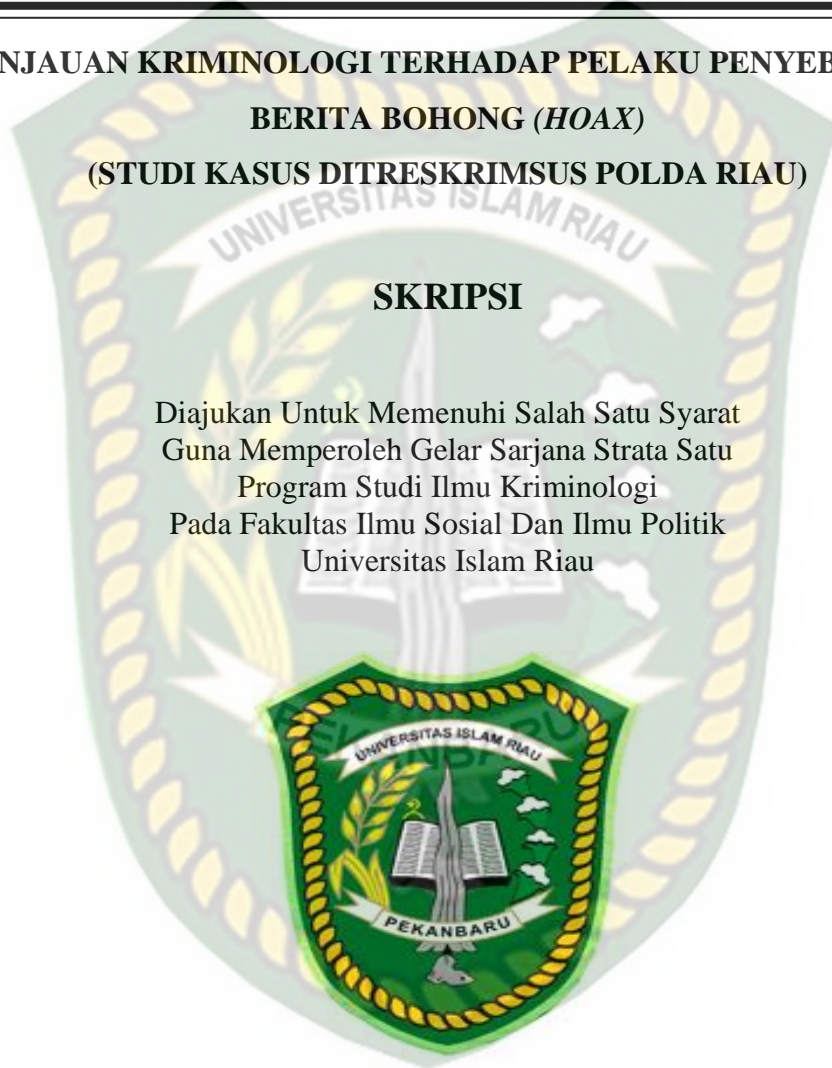 NJAUAN KRIMINOLOGI TERHADAP PELAKU PENYEB
BERITA BOHONG (HOAX)
(STUDI KASUS DITRESKRIMSUS POLDA RIAU)
UNIVERSITAS ISLAM RIAU
SKRIPSI
Diajukan Untuk Memenuhi Salah Satu Syarat
Guna Memperoleh Gelar Sarjana Strata Satu
Program Studi Ilmu Kriminologi
Pada Fakultas Ilmu Sosial Dan Ilmu Politik
Universitas Islam Riau
PEKANBARU
UNIVERSITAS ISLAM RIAU
PEKANBARU